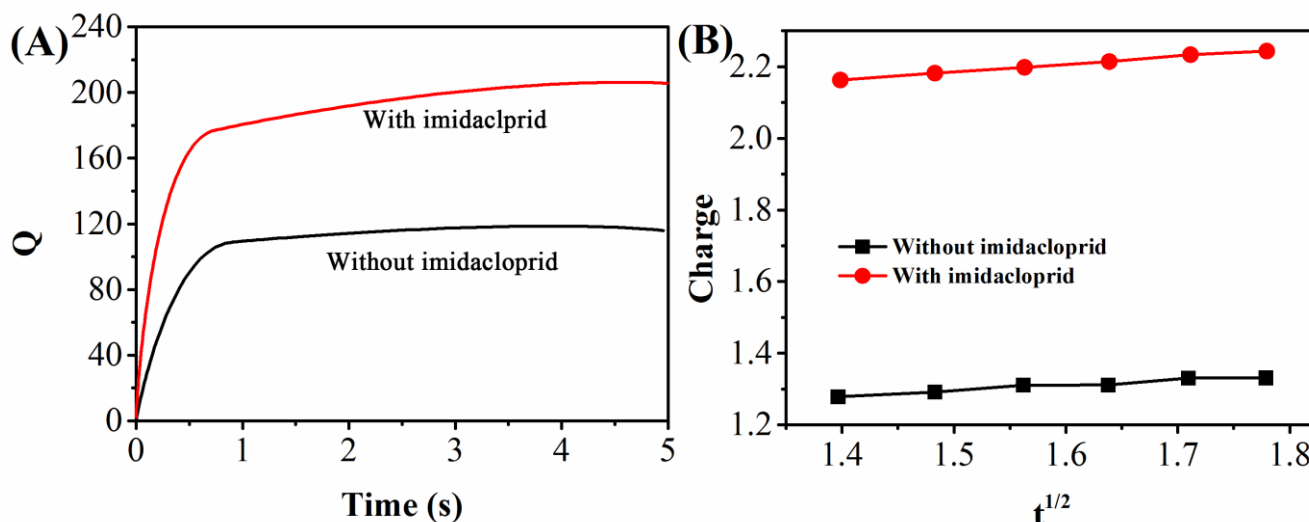 (A)
240
200
160
120
80
40
0
Q
With imidaclprid
Without imidacloprid
0 1 2 3 4 5
Time (s)
(B)
2.2
2.0
1.8
1.6
1.4
1.2
Charge
Without imidacloprid
With imidacloprid
1.4 1.5 1.6 1.7 1.8
t^{1/2}